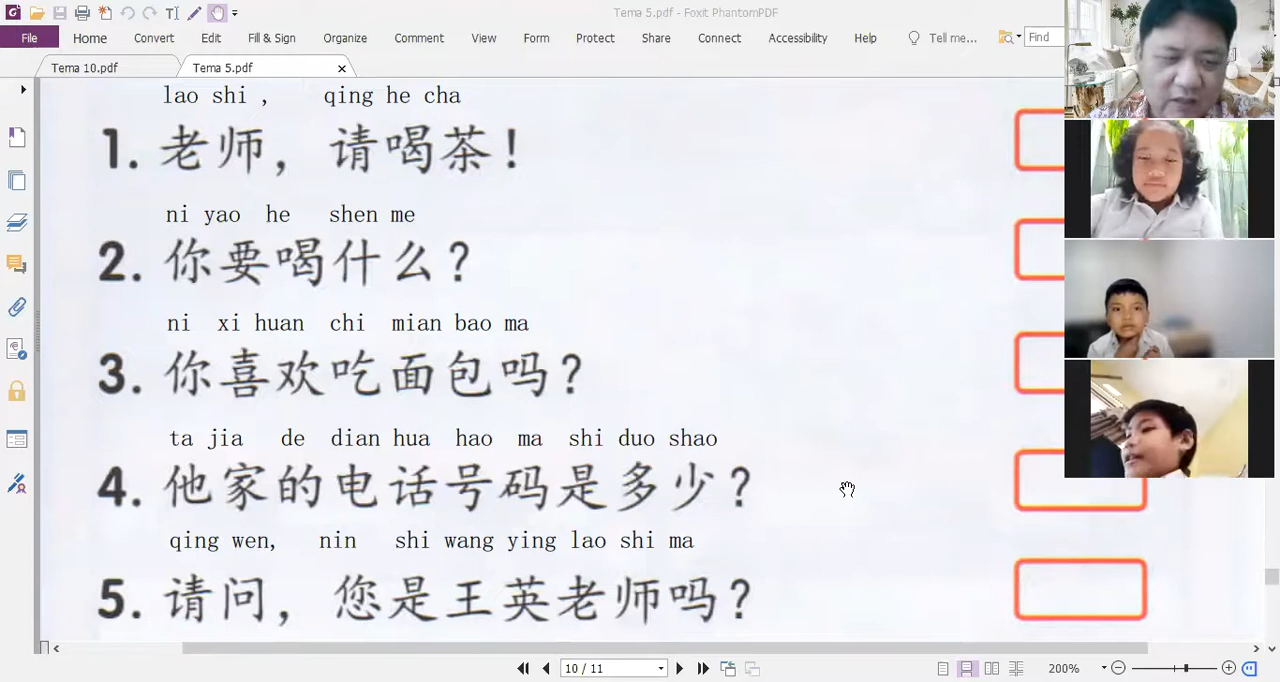 Tema 5.pdf - Foxit PhantomPDF
File Home Convert Edit Fill & Sign Organize Comment View Form Protect Share Connect Accessibility Help Tell me... Find
Tema 10.pdf Tema 5.pdf
lao shi , qing he cha
1. 老师，请喝茶！
ni yao he shen me
2. 你要喝什么？
ni xi huan chi mian bao ma
3. 你喜欢吃面包吗？
ta jia de dian hua hao ma shi duo shao
4. 他家的电话号码是多少？
qing wen, nin shi wang ying lao shi ma
5. 请问，您是王英老师吗？
10 / 11 200%